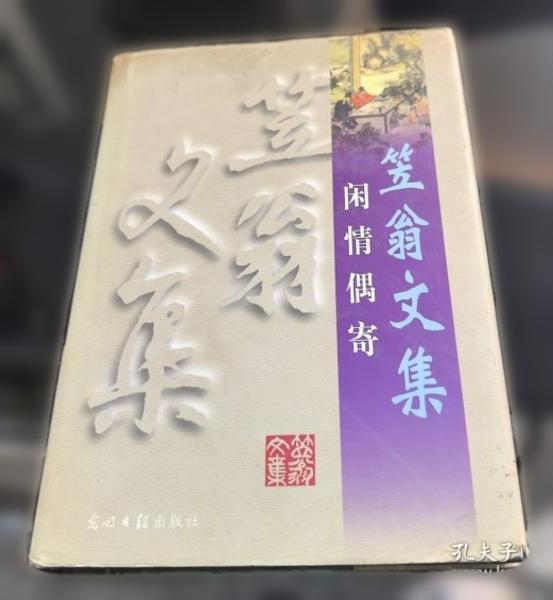 笠翁
文集
笠翁文集
闲情偶寄
笠翁
文集
光明日报出版社
孔夫子